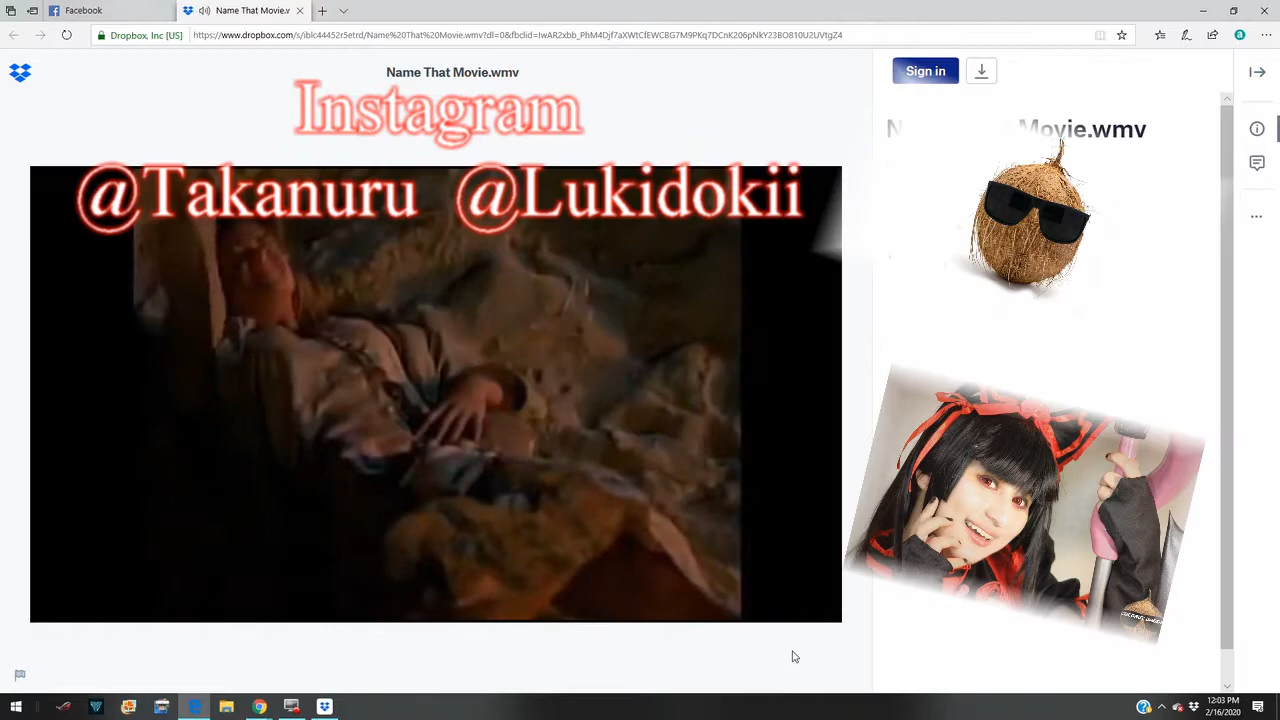 Facebook
Name That Movie.v
Dropbox, Inc [US]
https://www.dropbox.com/s/iblc44452r5etrd/Name%20That%20Movie.wmv?dl=0&fbclid=IwAR2xbb_PhM4Djf7aXWtCfEWCBG7M9PKq7DCnK206pNkY23BO810U2UVtgZ4
Name That Movie.wmv
Sign in
Instagram
N Movie.wmv
@Takanuru @Lukidokii
12:03 PM
2/16/2020